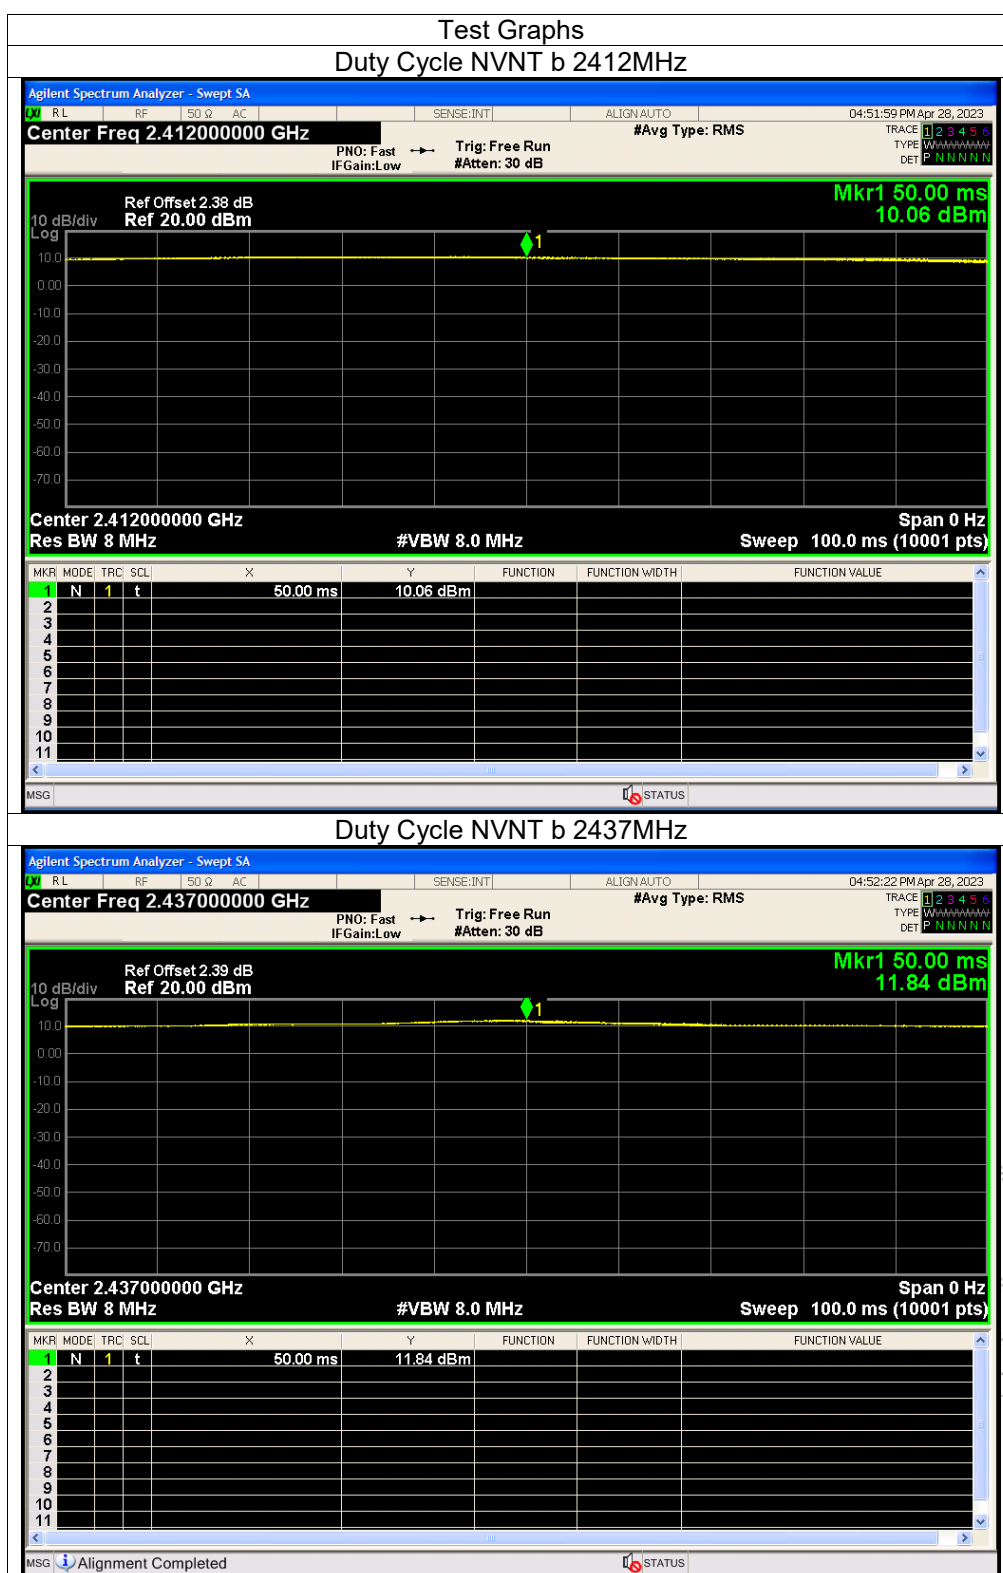 Test Graphs
Duty Cycle NVNT b 2412MHz
Agilent Spectrum Analyzer - Swept SA
LXI RL RF 50 Ω AC SENSE:INT ALIGN AUTO 04:51:59 PM Apr 28, 2023
Center Freq 2.412000000 GHz #Avg Type: RMS TRACE 1 2 3 4 5 6
PNO: Fast Trig: Free Run TYPE WWWWWW
IFGain:Low #Atten: 30 dB DET P N N N N N
Mkr1 50.00 ms
Ref Offset 2.38 dB
10 dB/div Ref 20.00 dBm 10.06 dBm
Log
1
10.0
0.00
-10.0
-20.0
-30.0
-40.0
-50.0
-60.0
-70.0
Center 2.412000000 GHz Span 0 Hz
Res BW 8 MHz #VBW 8.0 MHz Sweep 100.0 ms (10001 pts)
MKR MODE TRC SCL X Y FUNCTION FUNCTION WIDTH FUNCTION VALUE
1 N 1 t 50.00 ms 10.06 dBm
2
3
4
5
6
7
8
9
10
11
MSG STATUS
Duty Cycle NVNT b 2437MHz
Agilent Spectrum Analyzer - Swept SA
LXI RL RF 50 Ω AC SENSE:INT ALIGN AUTO 04:52:22 PM Apr 28, 2023
Center Freq 2.437000000 GHz #Avg Type: RMS TRACE 1 2 3 4 5 6
PNO: Fast Trig: Free Run TYPE WWWWWW
IFGain:Low #Atten: 30 dB DET P N N N N N
Mkr1 50.00 ms
Ref Offset 2.39 dB
10 dB/div Ref 20.00 dBm 11.84 dBm
Log
1
10.0
0.00
-10.0
-20.0
-30.0
-40.0
-50.0
-60.0
-70.0
Center 2.437000000 GHz Span 0 Hz
Res BW 8 MHz #VBW 8.0 MHz Sweep 100.0 ms (10001 pts)
MKR MODE TRC SCL X Y FUNCTION FUNCTION WIDTH FUNCTION VALUE
1 N 1 t 50.00 ms 11.84 dBm
2
3
4
5
6
7
8
9
10
11
MSG Alignment Completed STATUS